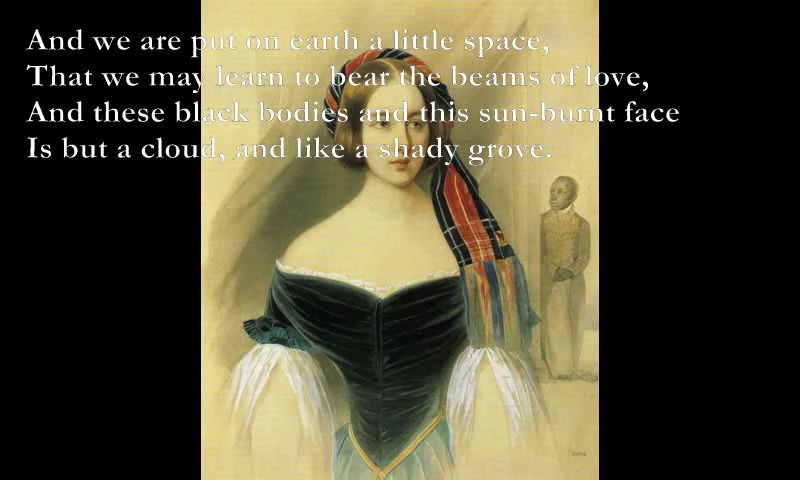 And we are put on earth a little space,
That we may learn to bear the beams of love,
And these black bodies and this sun-burnt face
Is but a cloud, and like a shady grove.